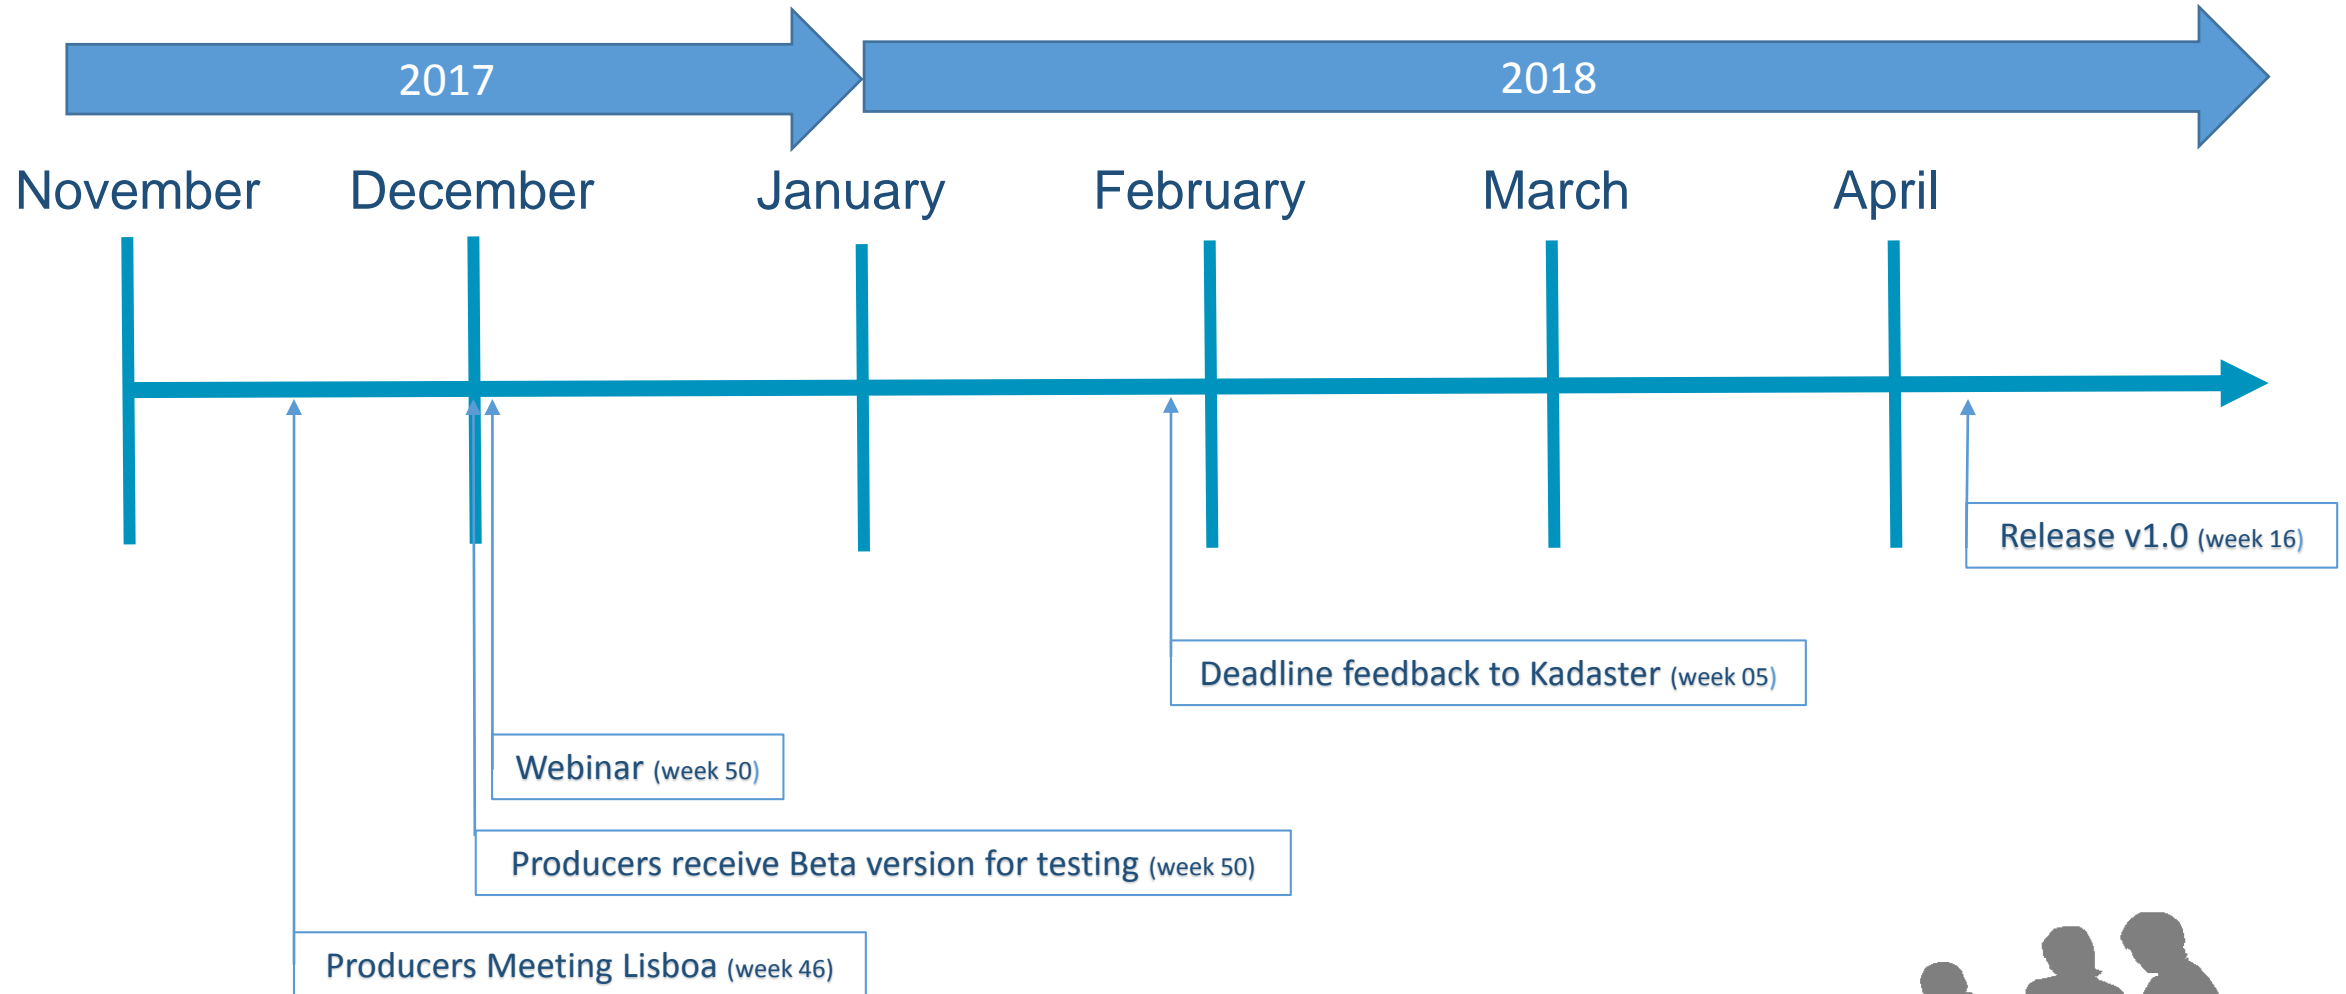 2017
2018
November
December
January
February
March
April
Release v1.0 (week 16)
Deadline feedback to Kadaster (week 05)
Webinar (week 50)
Producers receive Beta version for testing (week 50)
Producers Meeting Lisboa (week 46)